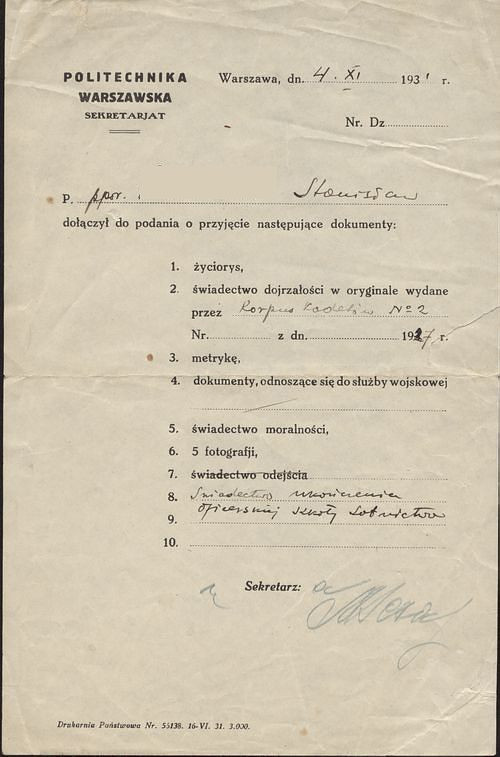 POLITECHNIKA
WARSZAWSKA
SEKRETARJAT
Warszawa, dn. 4. XI 1931 r.
Nr. Dz.
P. ppor. Stanisław
dołączył do podania o przyjęcie następujące dokumenty:
1. życiorys,
2. świadectwo dojrzałości w oryginale wydane
przez Korpus Kadetów No 2
Nr. z dn. 1927 r.
3. metrykę,
4. dokumenty, odnoszące się do służby wojskowej
5. świadectwo moralności,
6. 5 fotografji,
7. świadectwo odejścia
8. Świadectwo ukończenia
9. Oficerskiej Szkoły Lotnictwa
10.
Sekretarz:
Drukarnia Państwowa Nr. 55138. 16-VI. 31. 3.000.